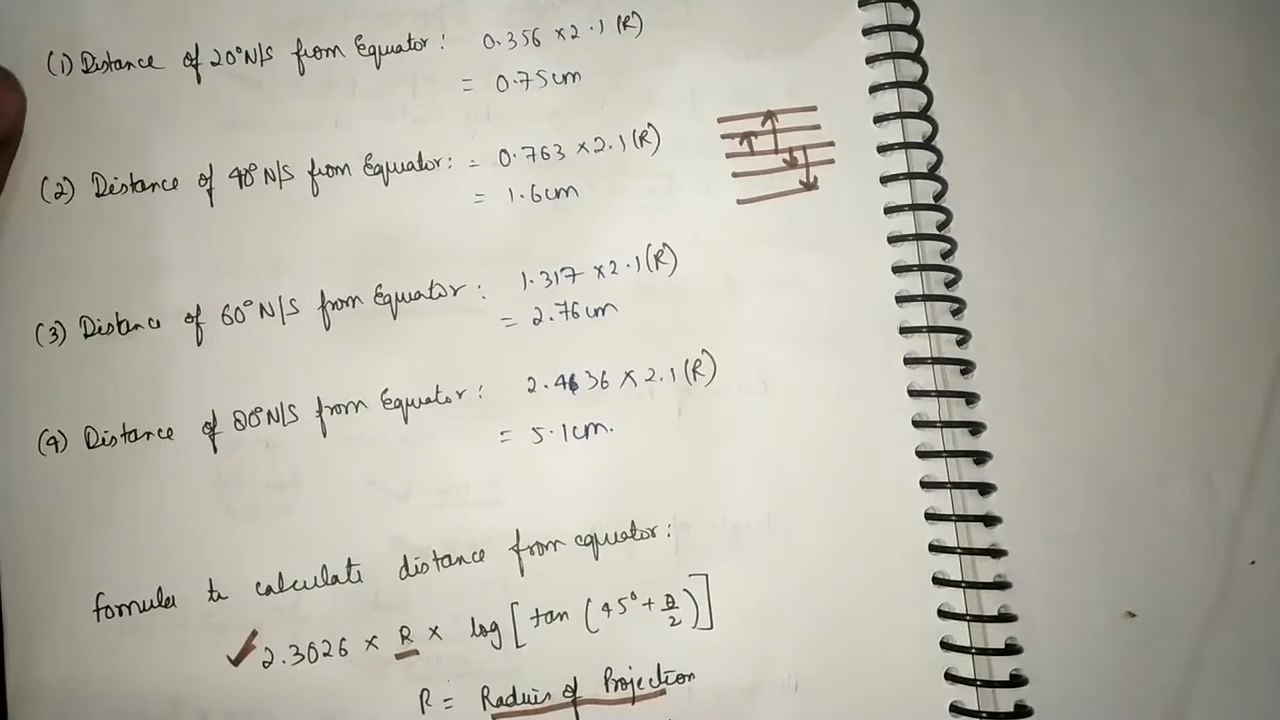 (1) Distance of 20°N/S from Equator: 0.356 × 2.1 (R)
= 0.75cm
(2) Distance of 40°N/S from Equator: = 0.763 × 2.1 (R)
= 1.6cm
(3) Distance of 60°N/S from Equator: 1.317 × 2.1 (R)
= 2.76cm
(4) Distance of 80°N/S from Equator: 2.4636 × 2.1 (R)
= 5.1cm.
formula to calculate distance from equator:
2.3026 × R × log [tan (45° + θ/2)]
R = Radius of Projection